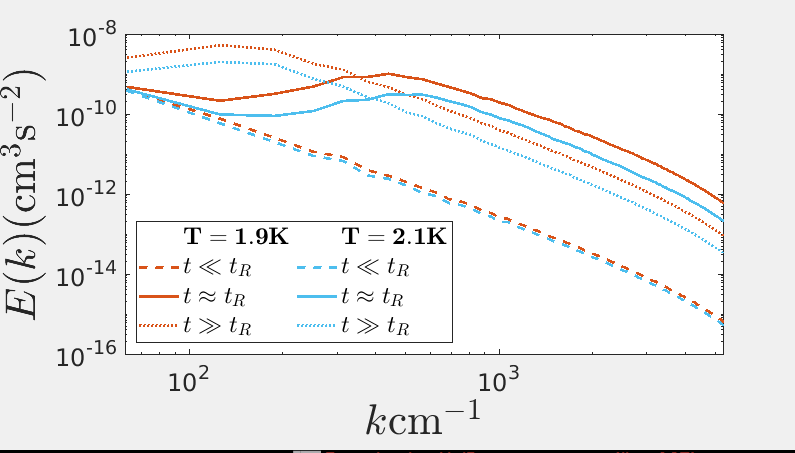 10^-8
10^-10
10^-12
10^-14
10^-16
E(k)(cm^3s^-2)
T = 1.9K T = 2.1K
t ≪ t_R t ≪ t_R
t ≈ t_R t ≈ t_R
t ≫ t_R t ≫ t_R
10^2 10^3
kcm^-1